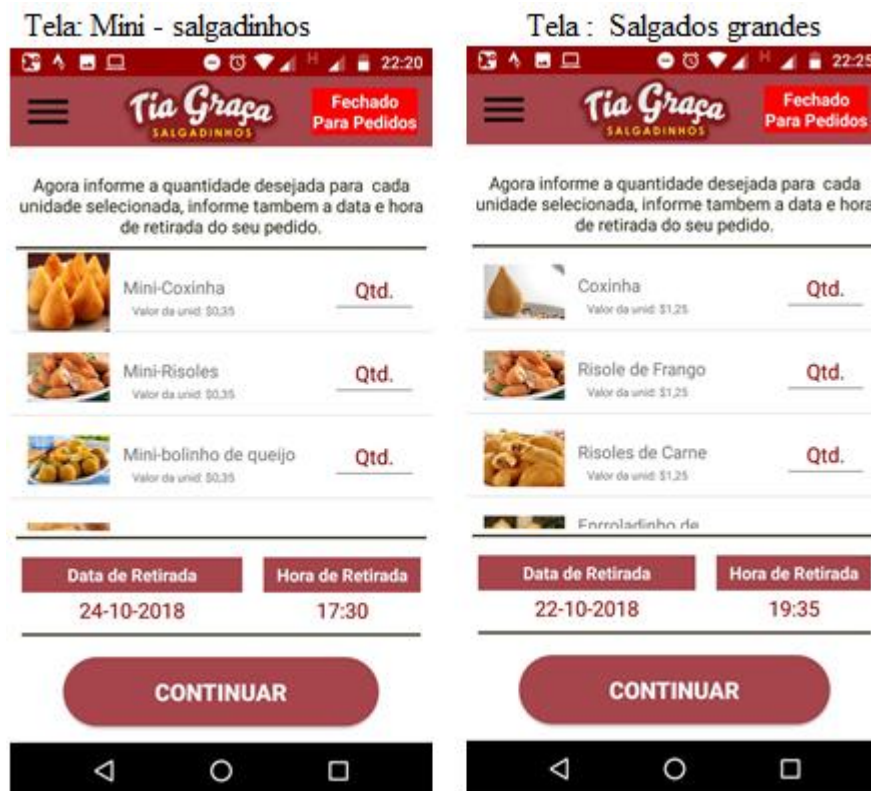 Tela: Mini - salgadinhos
22:20
Tia Graça
SALGADINHOS
Fechado
Para Pedidos
Agora informe a quantidade desejada para cada
unidade selecionada, informe tambem a data e hora
de retirada do seu pedido.
Mini-Coxinha
Valor da unid: $0,35
Qtd.
Mini-Risoles
Valor da unid: $0,35
Qtd.
Mini-bolinho de queijo
Valor da unid: $0,35
Qtd.
Data de Retirada
Hora de Retirada
24-10-2018
17:30
CONTINUAR
Tela : Salgados grandes
H
22:25
Tia Graça
SALGADINHOS
Fechado
Para Pedidos
Agora informe a quantidade desejada para cada
unidade selecionada, informe tambem a data e hora
de retirada do seu pedido.
Coxinha
Valor da unid: $1,25
Qtd.
Risole de Frango
Valor da unid: $1,25
Qtd.
Risoles de Carne
Valor da unid: $1,25
Qtd.
Enrroladinho de
Data de Retirada
Hora de Retirada
22-10-2018
19:35
CONTINUAR